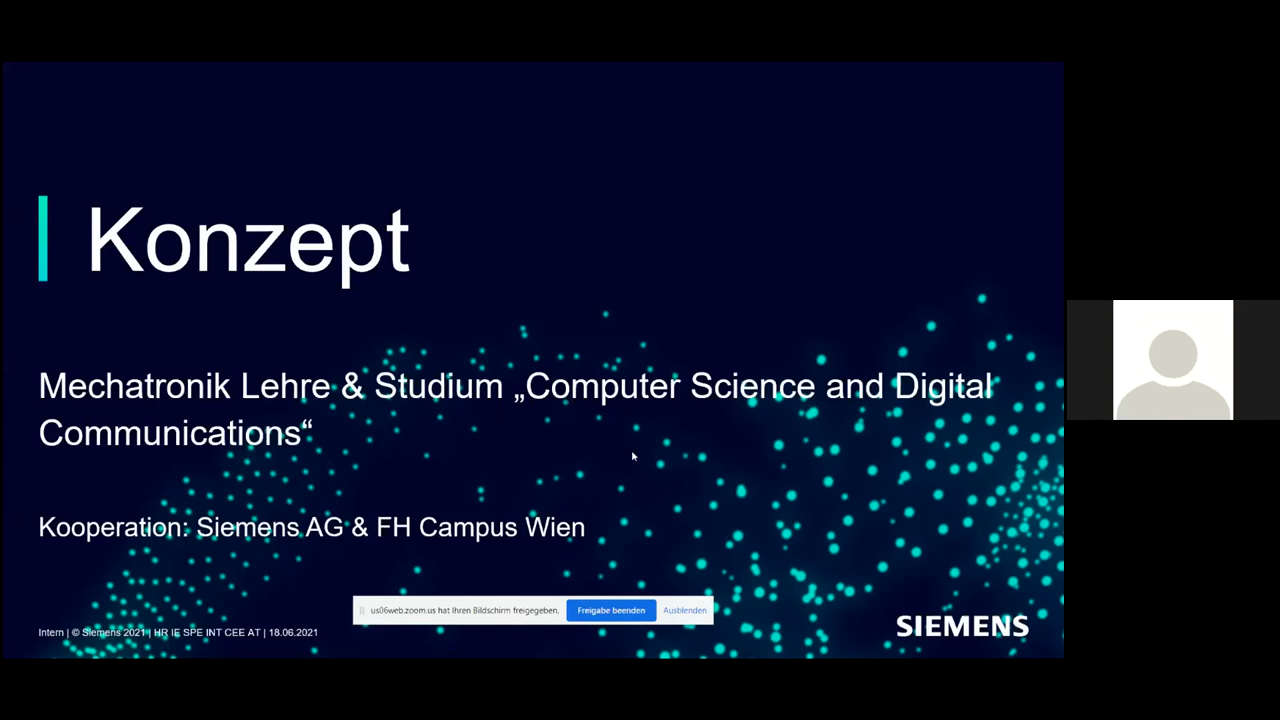 Konzept
Mechatronik Lehre & Studium „Computer Science and Digital
Communications“
Kooperation: Siemens AG & FH Campus Wien
us06web.zoom.us hat Ihren Bildschirm freigegeben. Freigabe beenden Ausblenden
Intern | © Siemens 2021 | HR IE SPE INT CEE AT | 18.06.2021
SIEMENS